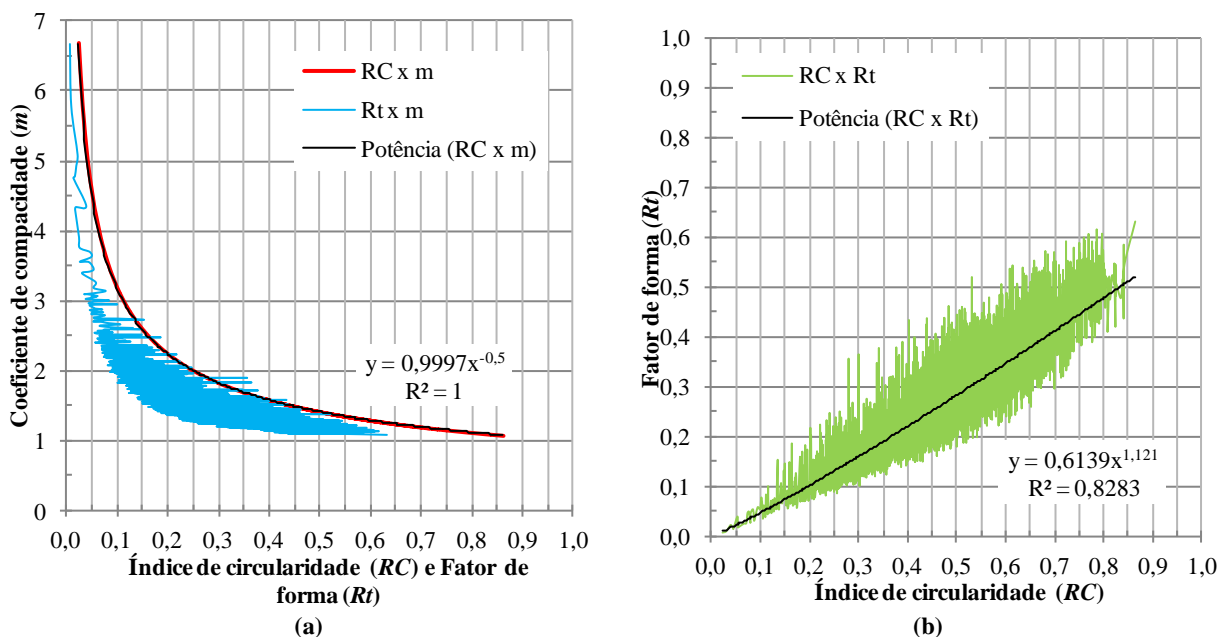 7
6
5
4
3
2
1
0
Coeficiente de compacidade (m)
RC x m
Rt x m
Potência (RC x m)
y = 0,9997x-0,5
R² = 1
0,0 0,1 0,2 0,3 0,4 0,5 0,6 0,7 0,8 0,9 1,0
Índice de circularidade (RC) e Fator de
forma (Rt)
(a)
1,0
0,9
0,8
0,7
0,6
0,5
0,4
0,3
0,2
0,1
0,0
Fator de forma (Rt)
RC x Rt
Potência (RC x Rt)
y = 0,6139x1,121
R² = 0,8283
0,0 0,1 0,2 0,3 0,4 0,5 0,6 0,7 0,8 0,9 1,0
Índice de circularidade (RC)
(b)